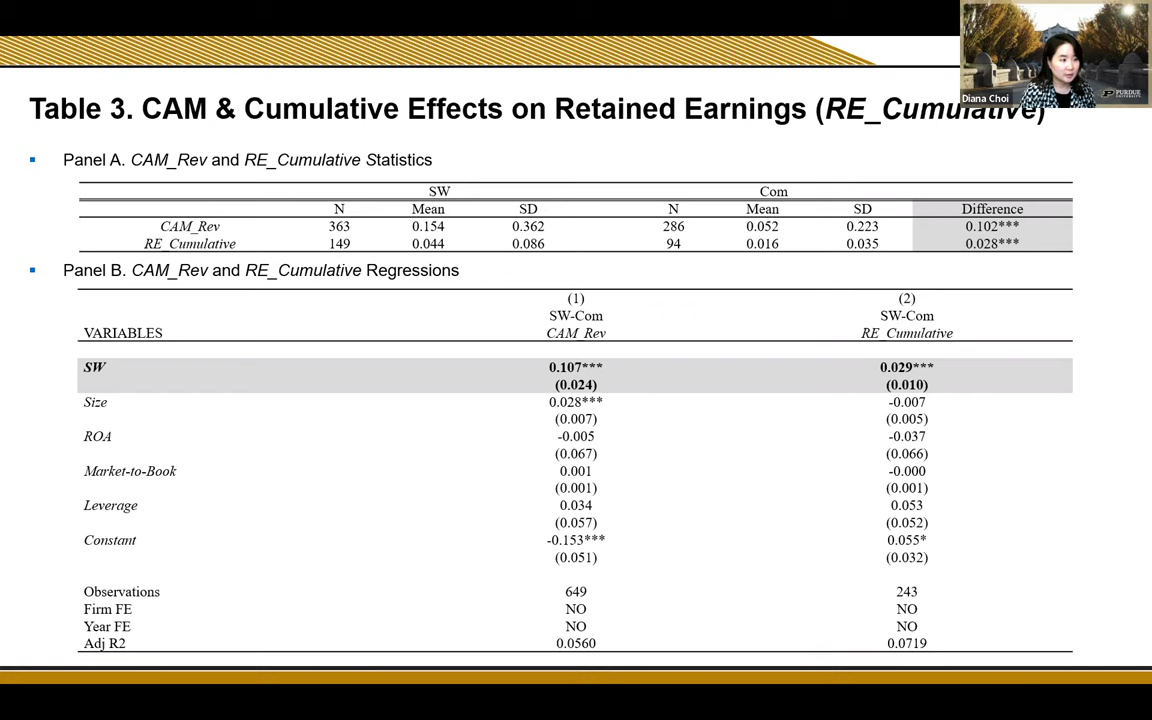 Diana Choi
PURDUE
UNIVERSITY
Table 3. CAM & Cumulative Effects on Retained Earnings (RE_Cumulative)
Panel A. CAM_Rev and RE_Cumulative Statistics
SW Com
N Mean SD N Mean SD Difference
CAM_Rev 363 0.154 0.362 286 0.052 0.223 0.102***
RE_Cumulative 149 0.044 0.086 94 0.016 0.035 0.028***
Panel B. CAM_Rev and RE_Cumulative Regressions
(1) (2)
SW-Com SW-Com
VARIABLES CAM_Rev RE_Cumulative
SW 0.107*** 0.029***
(0.024) (0.010)
Size 0.028*** -0.007
(0.007) (0.005)
ROA -0.005 -0.037
(0.067) (0.066)
Market-to-Book 0.001 -0.000
(0.001) (0.001)
Leverage 0.034 0.053
(0.057) (0.052)
Constant -0.153*** 0.055*
(0.051) (0.032)
Observations 649 243
Firm FE NO NO
Year FE NO NO
Adj R2 0.0560 0.0719